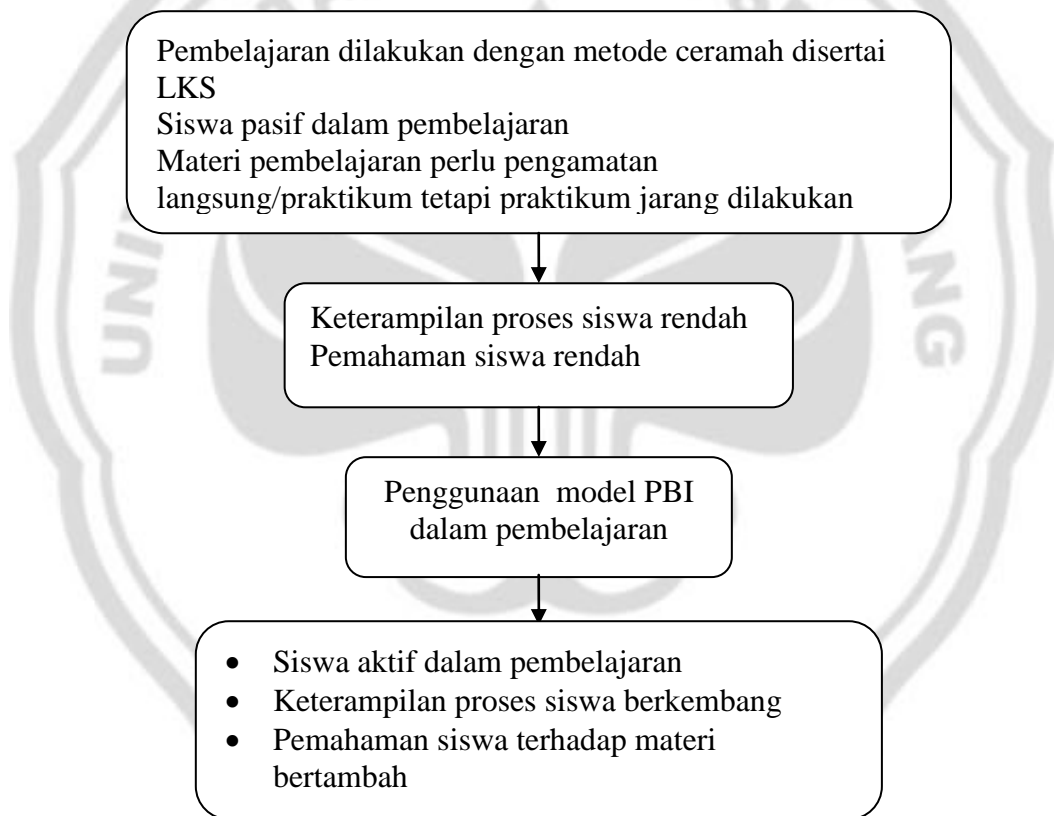 Pembelajaran dilakukan dengan metode ceramah disertai
LKS
Siswa pasif dalam pembelajaran
Materi pembelajaran perlu pengamatan
langsung/praktikum tetapi praktikum jarang dilakukan
UNI
ANG
Keterampilan proses siswa rendah
Pemahaman siswa rendah
Penggunaan model PBI
dalam pembelajaran
• Siswa aktif dalam pembelajaran
• Keterampilan proses siswa berkembang
• Pemahaman siswa terhadap materi
bertambah